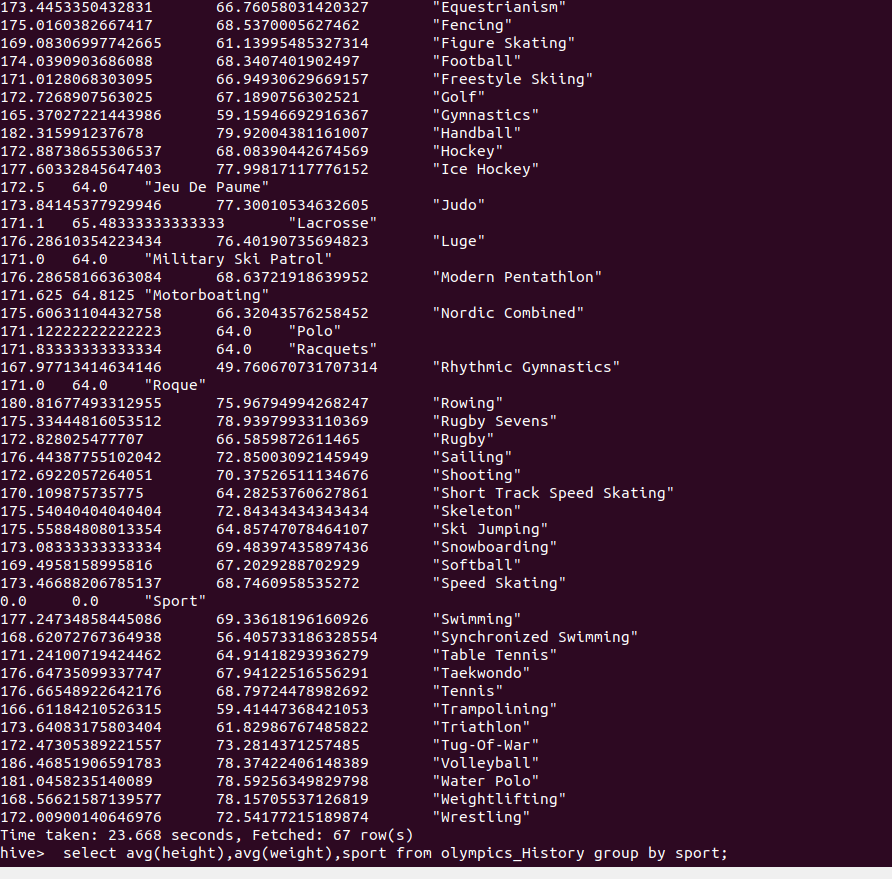 173.4453350432831 66.76058031420327 "Equestrianism"
175.0160382667417 68.5370005627462 "Fencing"
169.08306997742665 61.13995485327314 "Figure Skating"
174.0390903686088 68.3407401902497 "Football"
171.0128068303095 66.94930629669157 "Freestyle Skiing"
172.7268907563025 67.1890756302521 "Golf"
165.37027221443986 59.15946692916367 "Gymnastics"
182.315991237678 79.92004381161007 "Handball"
172.88738655306537 68.08390442674569 "Hockey"
177.60332845647403 77.99817117776152 "Ice Hockey"
172.5 64.0 "Jeu De Paume"
173.84145377929946 77.30010534632605 "Judo"
171.1 65.48333333333333 "Lacrosse"
176.28610354223434 76.40190735694823 "Luge"
171.0 64.0 "Military Ski Patrol"
176.28658166363084 68.63721918639952 "Modern Pentathlon"
171.625 64.8125 "Motorboating"
175.60631104432758 66.32043576258452 "Nordic Combined"
171.12222222222223 64.0 "Polo"
171.83333333333334 64.0 "Racquets"
167.97713414634146 49.760670731707314 "Rhythmic Gymnastics"
171.0 64.0 "Roque"
180.81677493312955 75.96794994268247 "Rowing"
175.33444816053512 78.93979933110369 "Rugby Sevens"
172.828025477707 66.5859872611465 "Rugby"
176.44387755102042 72.85003092145949 "Sailing"
172.6922057264051 70.37526511134676 "Shooting"
170.109875735775 64.28253760627861 "Short Track Speed Skating"
175.54040404040404 72.84343434343434 "Skeleton"
175.55884808013354 64.85747078464107 "Ski Jumping"
173.08333333333334 69.48397435897436 "Snowboarding"
169.4958158995816 67.2029288702929 "Softball"
173.46688206785137 68.7460958535272 "Speed Skating"
0.0 0.0 "Sport"
177.24734858445086 69.33618196160926 "Swimming"
168.62072767364938 56.405733186328554 "Synchronized Swimming"
171.24100719424462 64.91418293936279 "Table Tennis"
176.64735099337747 67.94122516556291 "Taekwondo"
176.66548922642176 68.79724478982692 "Tennis"
166.61184210526315 59.41447368421053 "Trampolining"
173.64083175803404 61.82986767485822 "Triathlon"
172.47305389221557 73.2814371257485 "Tug-Of-War"
186.46851906591783 78.37422406148389 "Volleyball"
181.0458235140089 78.59256349829798 "Water Polo"
168.56621587139577 78.15705537126819 "Weightlifting"
172.00900140646976 72.54177215189874 "Wrestling"
Time taken: 23.668 seconds, Fetched: 67 row(s)
hive>  select avg(height),avg(weight),sport from olympics_History group by sport;